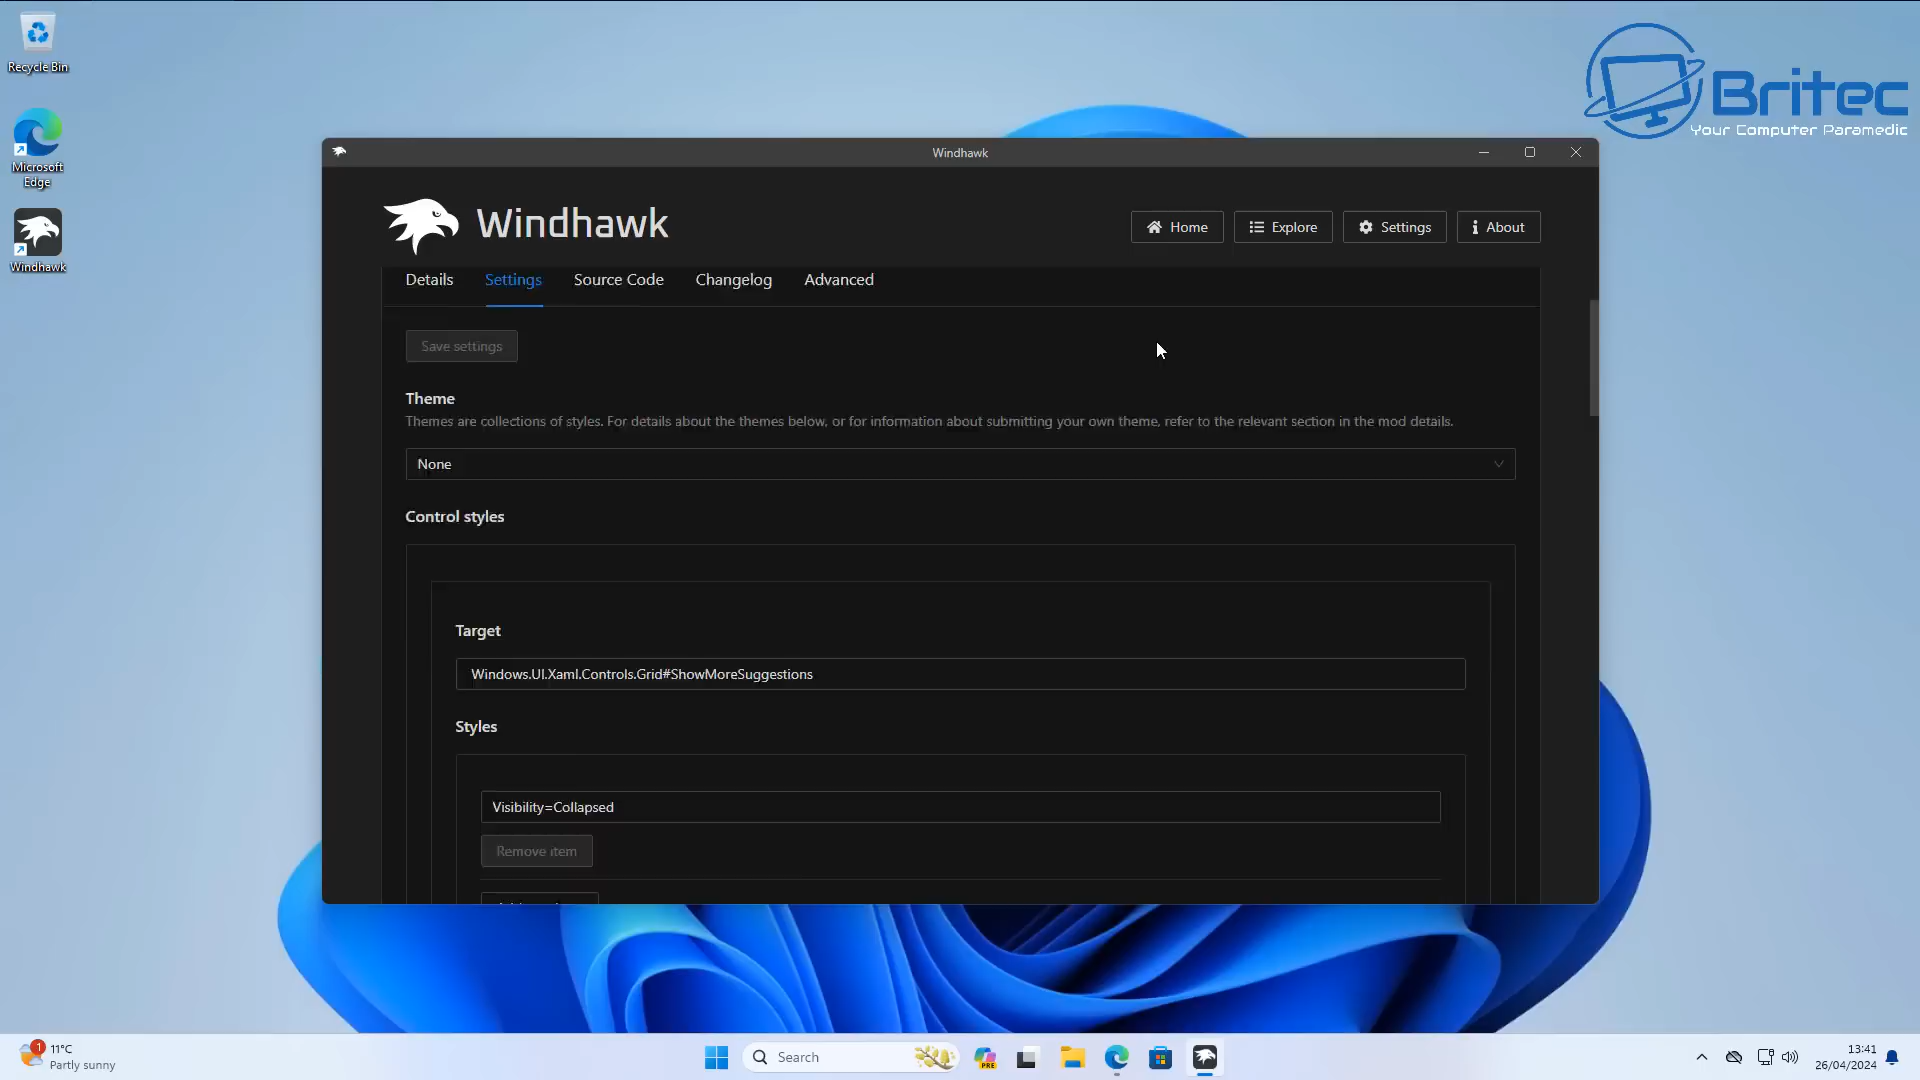 Recycle Bin
Microsoft
Edge
Windhawk
Britec
Your Computer Paramedic
Windhawk
Windhawk
Home
Explore
Settings
About
Details
Settings
Source Code
Changelog
Advanced
Save settings
Theme
Themes are collections of styles. For details about the themes below, or for information about submitting your own theme, refer to the relevant section in the mod details.
None
Control styles
Target
Windows.UI.Xaml.Controls.Grid#ShowMoreSuggestions
Styles
Visibility=Collapsed
Remove item
1
11°C
Partly sunny
Search
PRE
13:41
26/04/2024